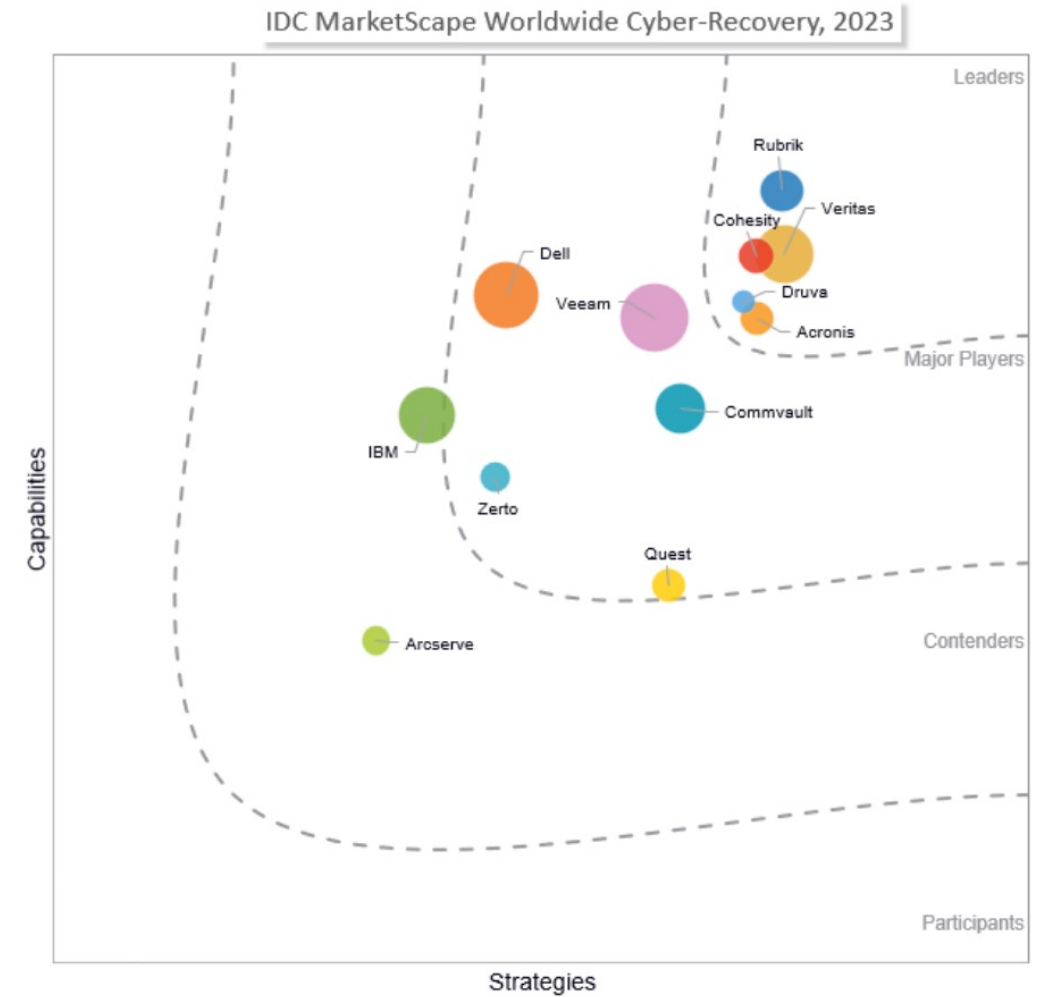 IDC MarketScape Worldwide Cyber-Recovery, 2023
Leaders
Rubrik
Veritas
Cohesity
Dell
Druva
Veeam
Acronis
Major Players
Commvault
IBM
Zerto
Capabilities
Quest
Contenders
Arcserve
Participants
Strategies